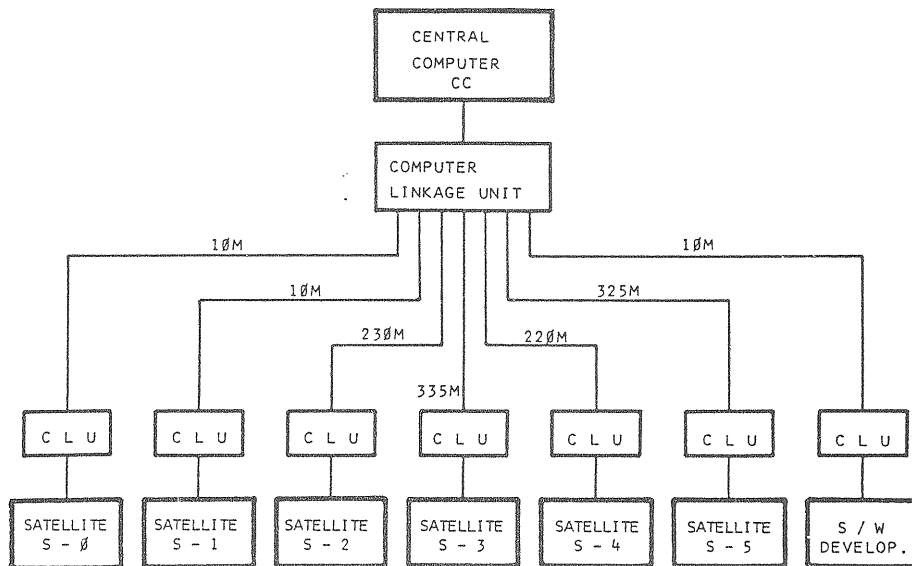 CENTRAL
COMPUTER
CC
COMPUTER
LINKAGE UNIT
1ØM
1ØM
1ØM
325M
23ØM
22ØM
335M
C L U
C L U
C L U
C L U
C L U
C L U
C L U
SATELLITE
S - Ø
SATELLITE
S - 1
SATELLITE
S - 2
SATELLITE
S - 3
SATELLITE
S - 4
SATELLITE
S - 5
S / W
DEVELOP.